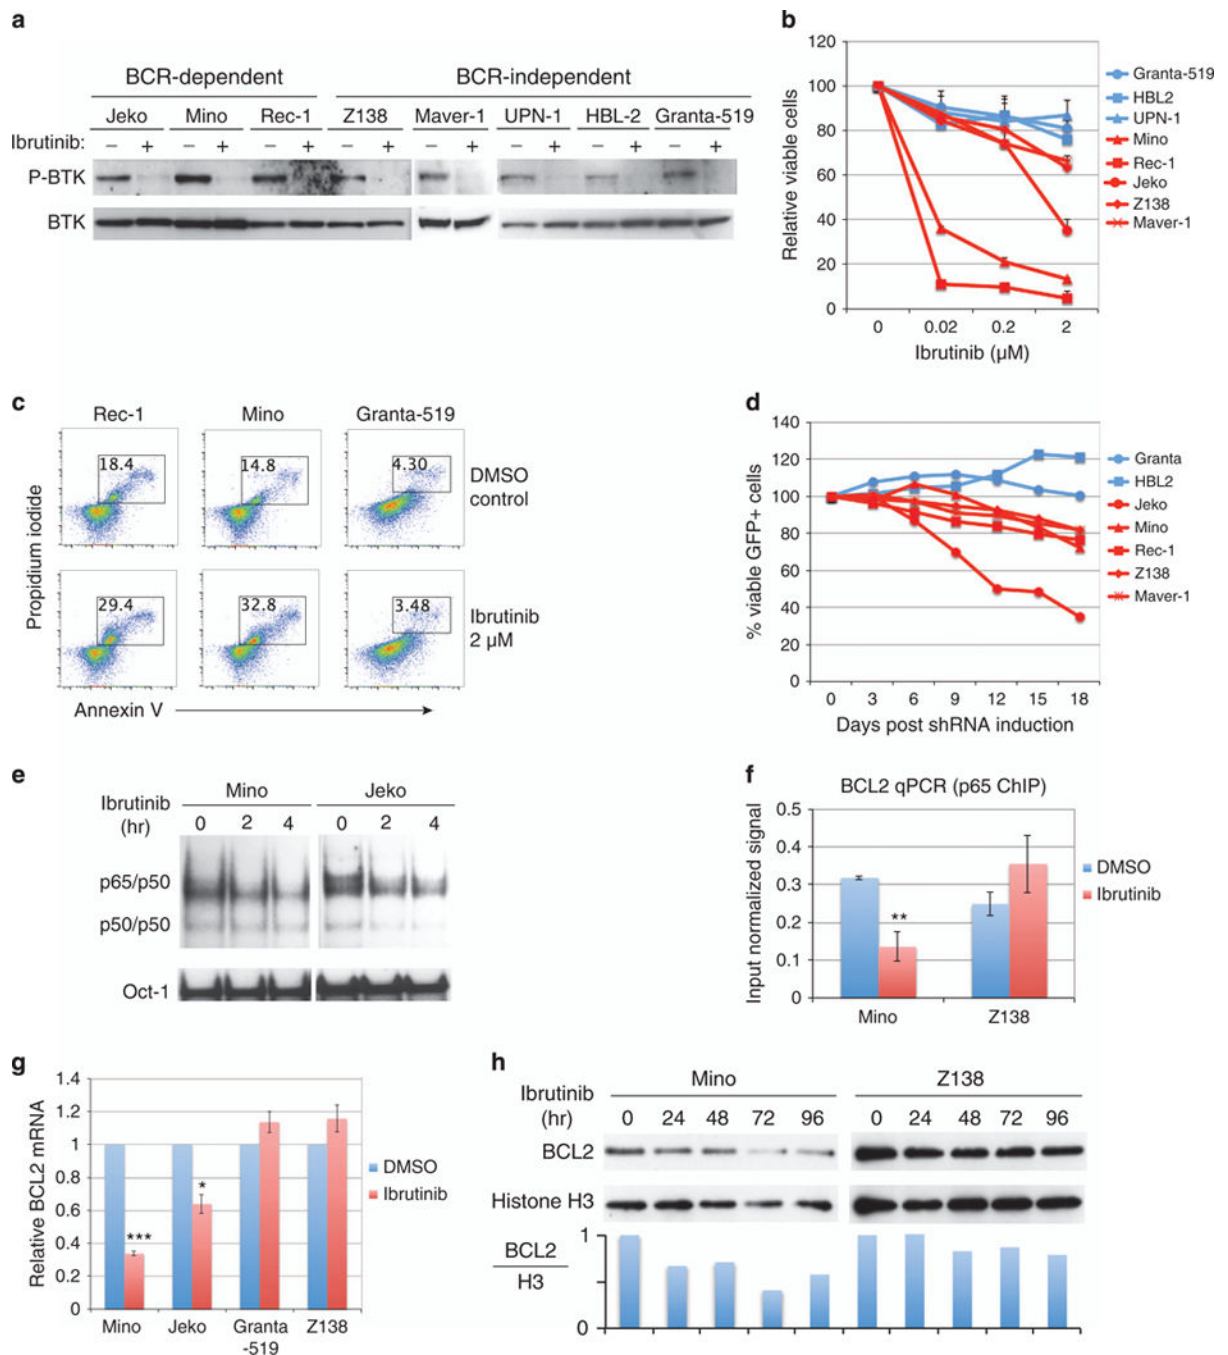 a
BCR-dependent BCR-independent
Jeko Mino Rec-1 Z138 Maver-1 UPN-1 HBL-2 Granta-519
Ibrutinib: – + – + – + – + – + – + – + – +
P-BTK
BTK
b
120
100
80
60
40
20
0
Relative viable cells
0 0.02 0.2 2
Ibrutinib (µM)
Granta-519
HBL2
UPN-1
Mino
Rec-1
Jeko
Z138
Maver-1
c
Rec-1 Mino Granta-519
18.4 14.8 4.30
DMSO
control
29.4 32.8 3.48
Ibrutinib
2 µM
Propidium iodide
Annexin V
d
140
120
100
80
60
40
20
0
% viable GFP+ cells
0 3 6 9 12 15 18
Days post shRNA induction
Granta
HBL2
Jeko
Mino
Rec-1
Z138
Maver-1
e
Mino Jeko
Ibrutinib
(hr)
0 2 4 0 2 4
p65/p50
p50/p50
Oct-1
f
BCL2 qPCR (p65 ChIP)
0.5
0.4
0.3
0.2
0.1
0
Input normalized signal
**
Mino Z138
DMSO
Ibrutinib
g
1.4
1.2
1
0.8
0.6
0.4
0.2
0
Relative BCL2 mRNA
***
*
Mino Jeko Granta
-519 Z138
DMSO
Ibrutinib
h
Mino Z138
Ibrutinib
(hr)
0 24 48 72 96 0 24 48 72 96
BCL2
Histone H3
BCL2
H3
1
0